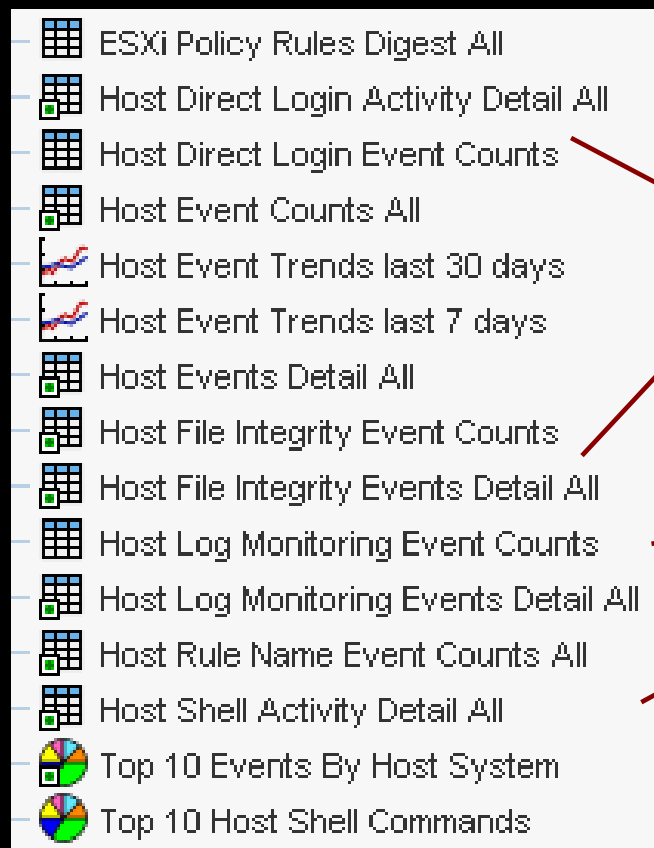 ESXi Policy Rules Digest All
Host Direct Login Activity Detail All
Host Direct Login Event Counts
Host Event Counts All
Host Event Trends last 30 days
Host Event Trends last 7 days
Host Events Detail All
Host File Integrity Event Counts
Host File Integrity Events Detail All
Host Log Monitoring Event Counts
Host Log Monitoring Events Detail All
Host Rule Name Event Counts All
Host Shell Activity Detail All
Top 10 Events By Host System
Top 10 Host Shell Commands